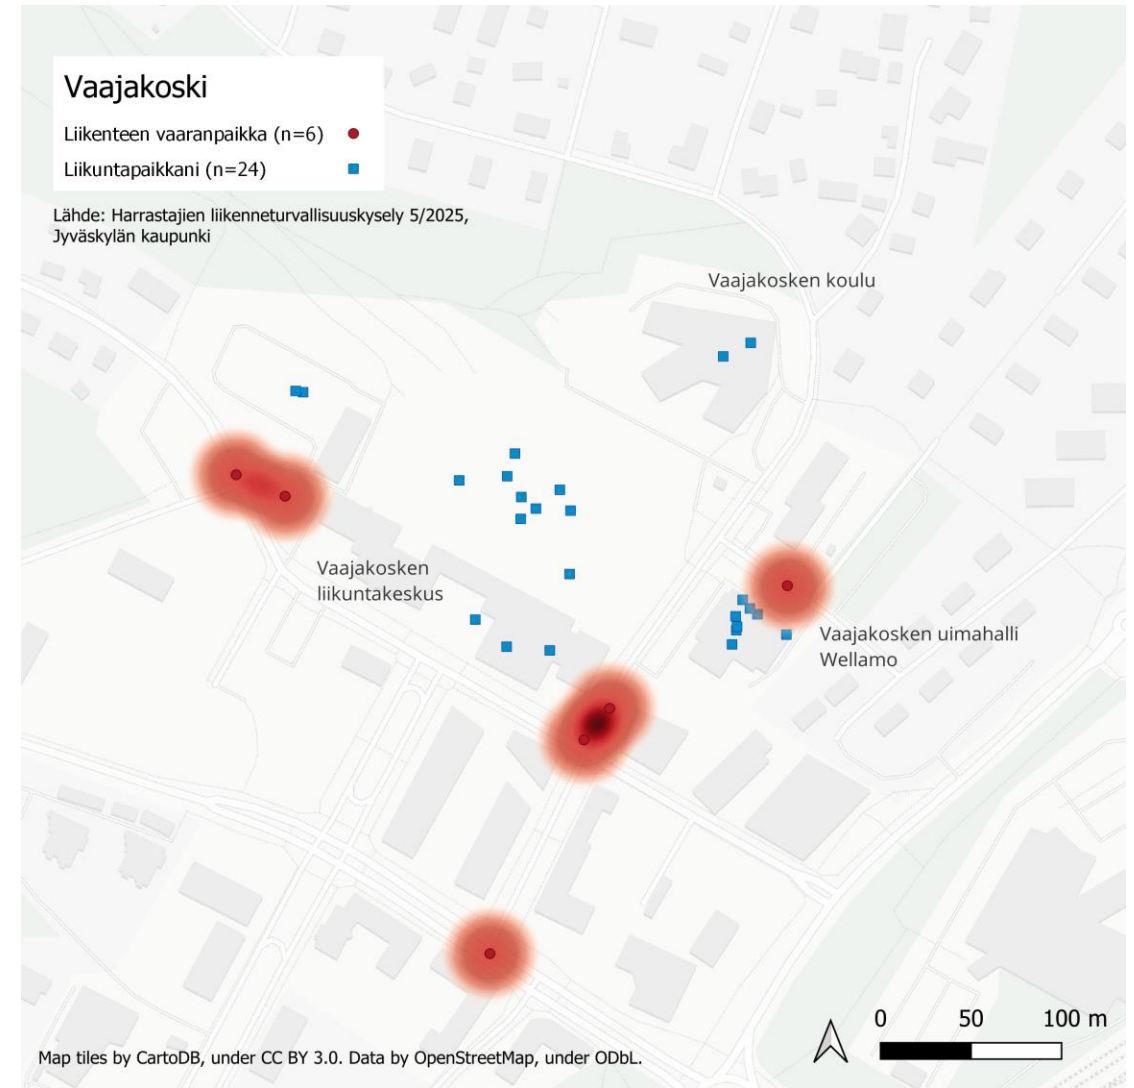 Vaajakoski
Liikenteen vaaranpaikka (n=6)
Liikuntapaikkani (n=24)
Lähde: Harrastajien liikenneturvallisuuskysely 5/2025,
Jyväskylän kaupunki
Vaajakosken koulu
Vaajakosken
liikuntakeskus
Vaajakosken uimahalli
Wellamo
0 50 100 m
Map tiles by CartoDB, under CC BY 3.0. Data by OpenStreetMap, under ODbL.